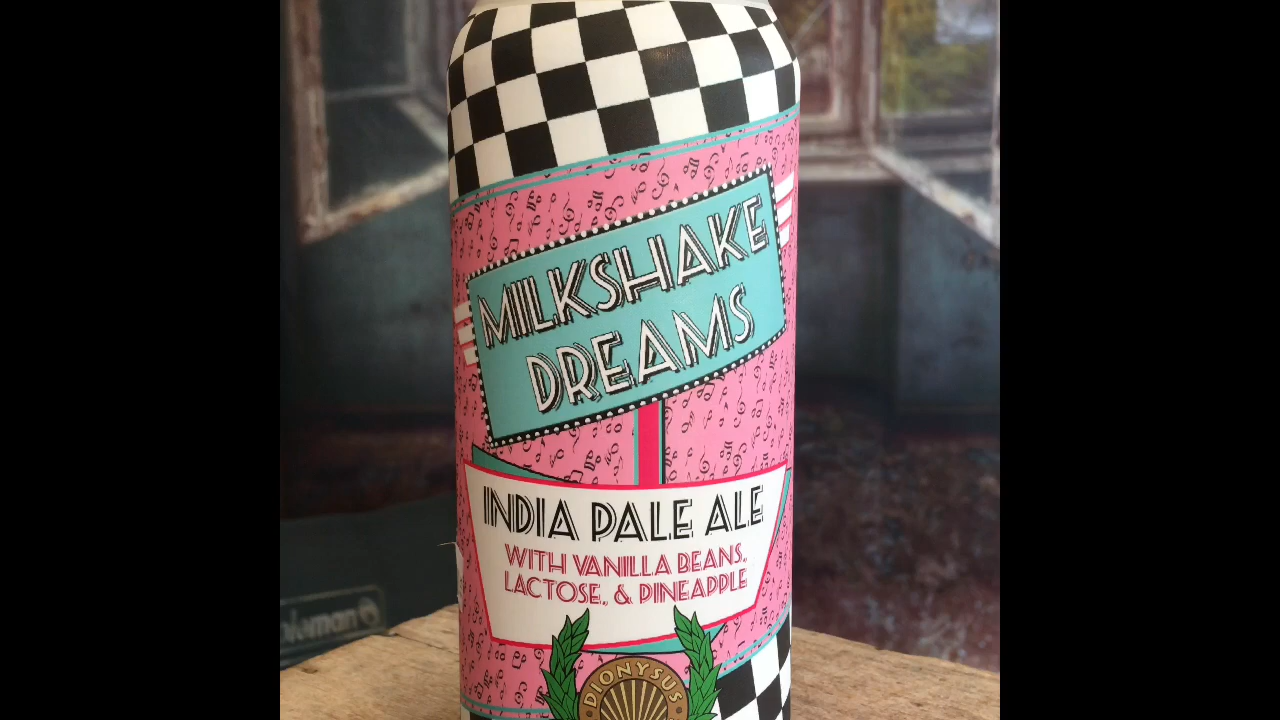 MILKSHAKE
DREAMS
INDIA PALE ALE
WITH VANILLA BEANS,
LACTOSE, & PINEAPPLE
DIONYSUS